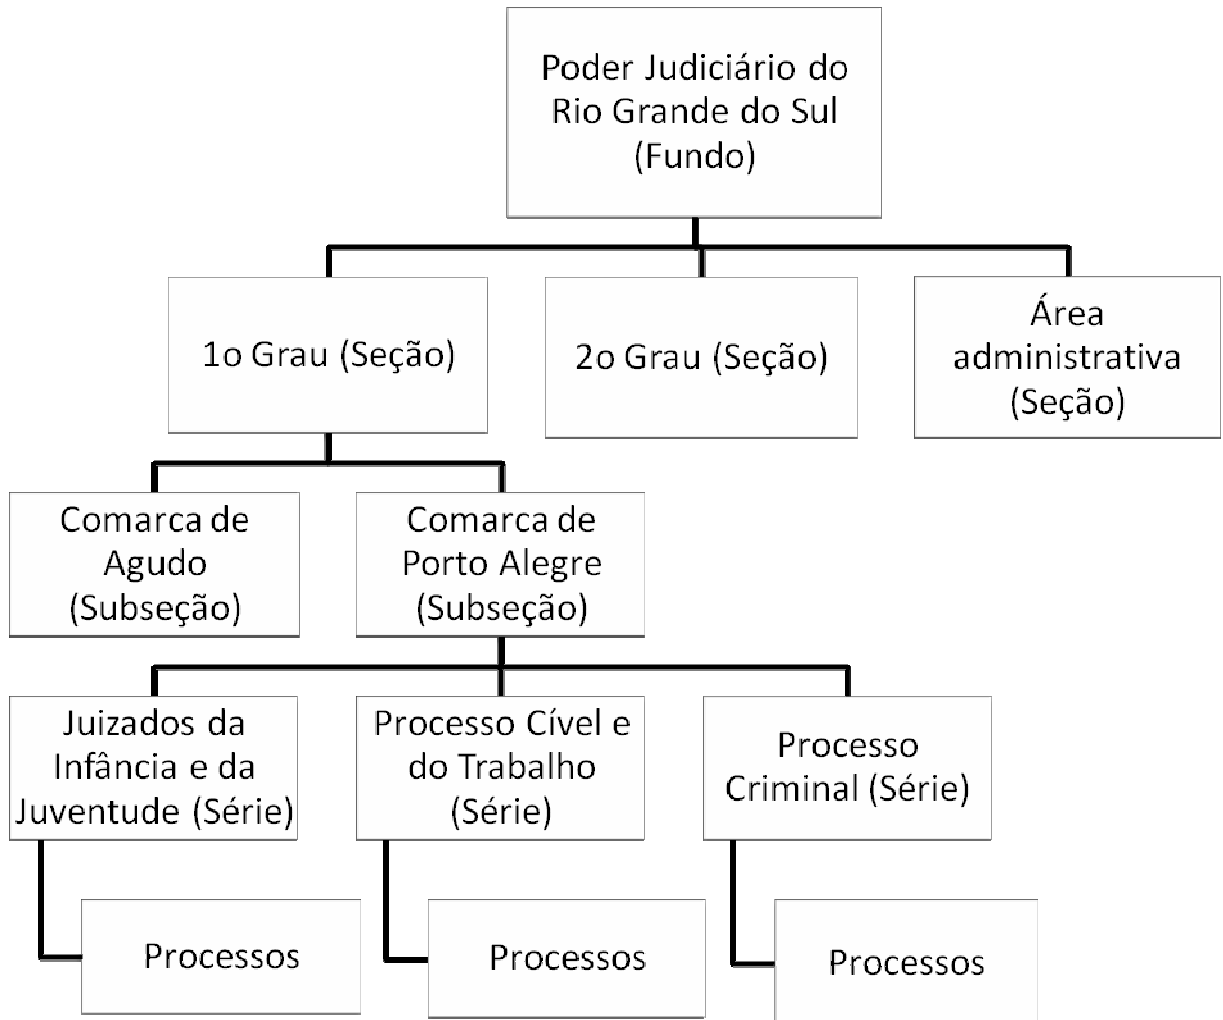 Poder Judiciário do
Rio Grande do Sul
(Fundo)
1o Grau (Seção)
2o Grau (Seção)
Área
administrativa
(Seção)
Comarca de
Agudo
(Subseção)
Comarca de
Porto Alegre
(Subseção)
Juizados da
Infância e da
Juventude (Série)
Processo Cível e
do Trabalho
(Série)
Processo
Criminal (Série)
Processos
Processos
Processos